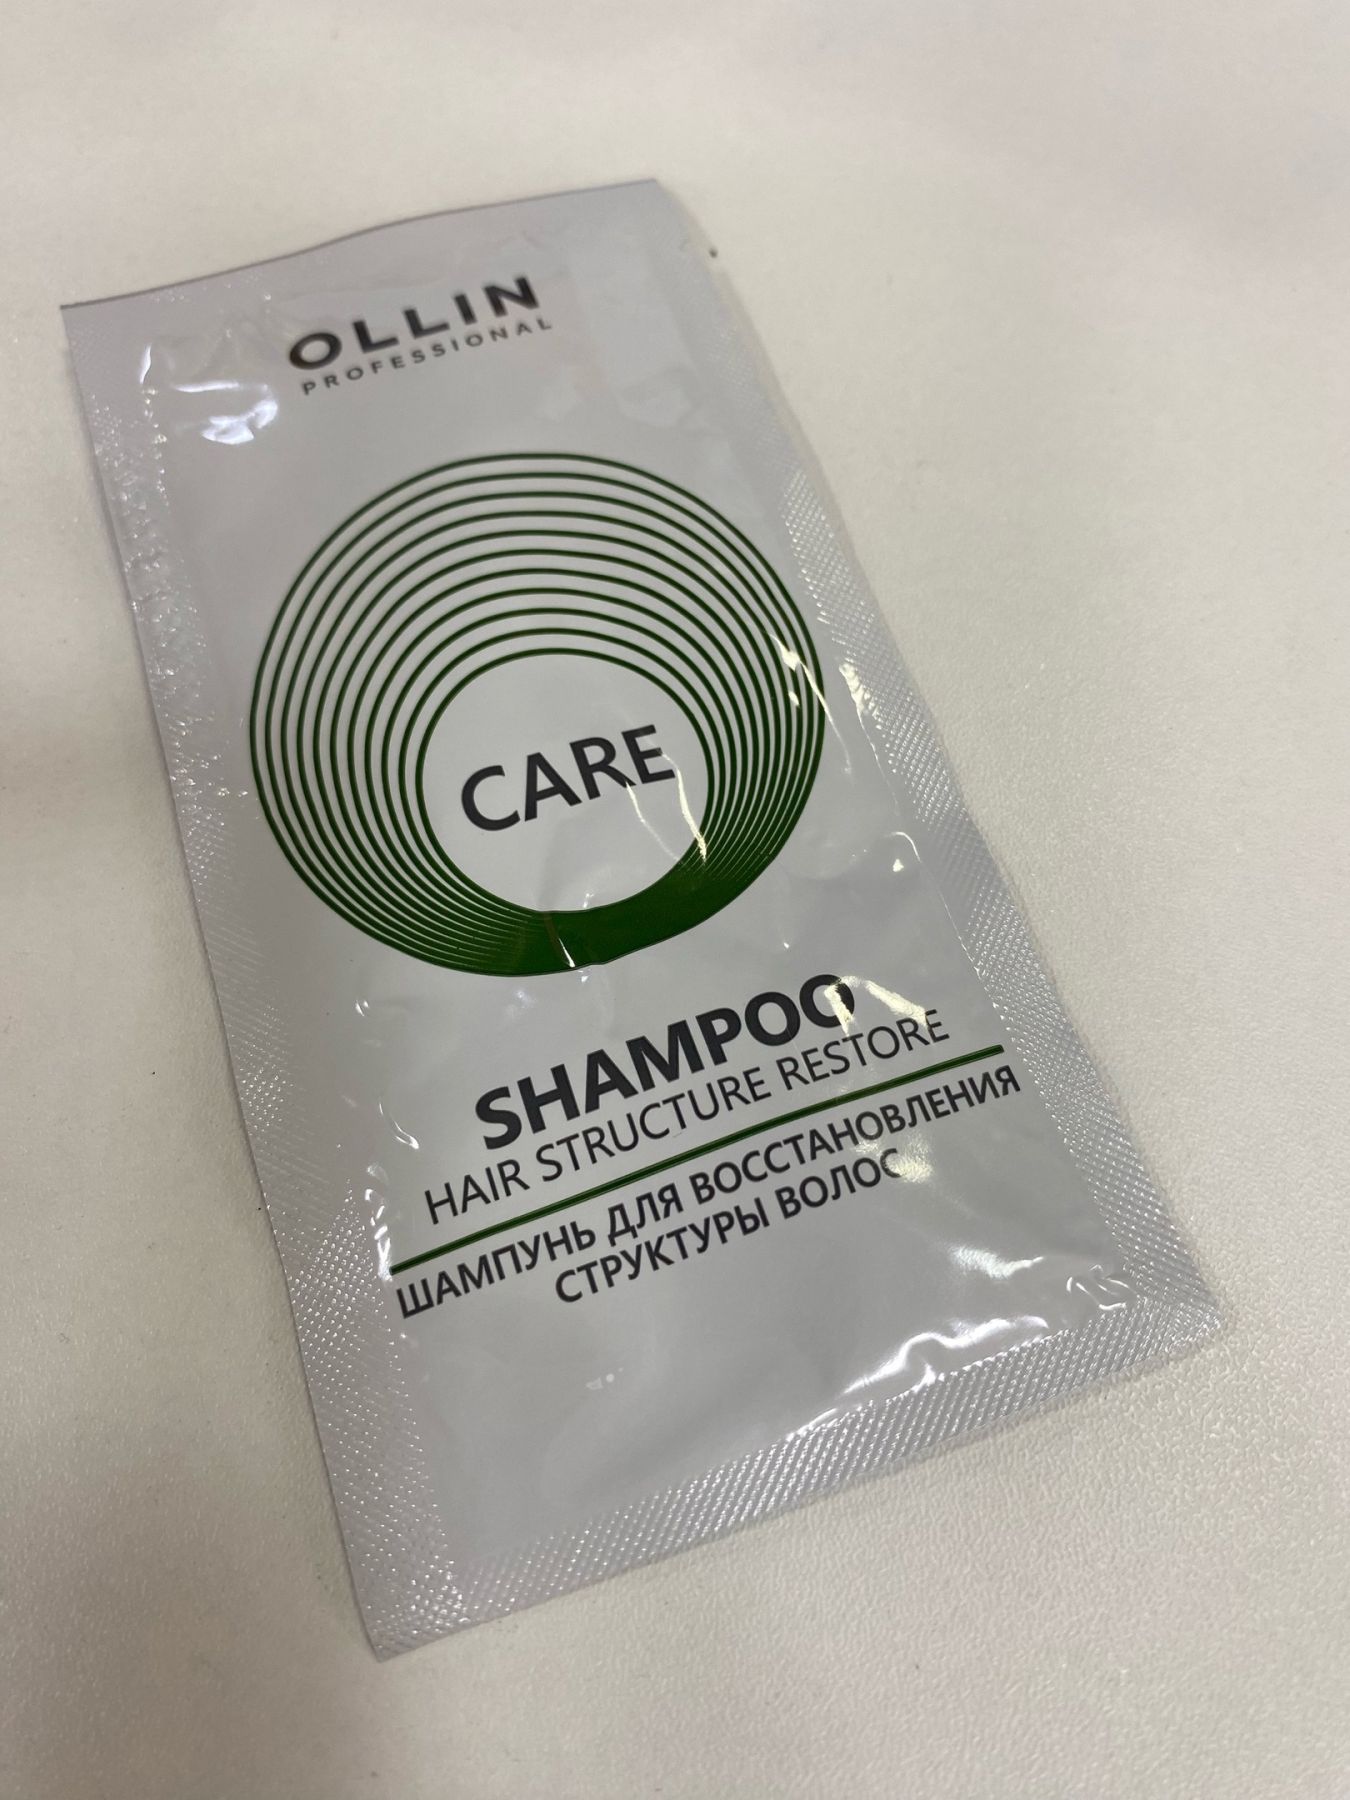 OLLIN
PROFESSIONAL
CARE
SHAMPOO
HAIR STRUCTURE RESTORE
ШАМПУНЬ ДЛЯ ВОССТАНОВЛЕНИЯ
СТРУКТУРЫ ВОЛОС